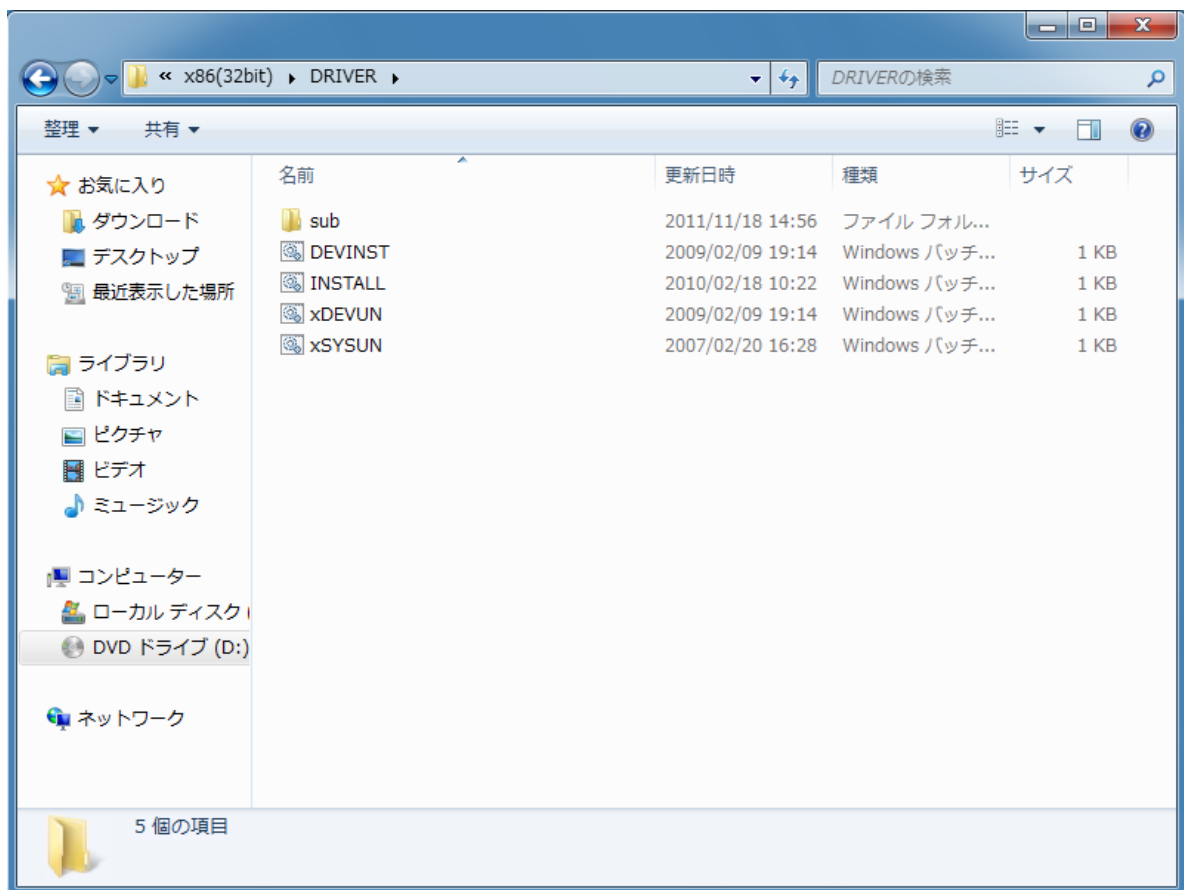 « x86(32bit) ▸ DRIVER ▸ DRIVERの検索
整理 ▼ 共有 ▼
お気に入り
ダウンロード
デスクトップ
最近表示した場所
ライブラリ
ドキュメント
ピクチャ
ビデオ
ミュージック
コンピューター
ローカル ディスク (
DVD ドライブ (D:)
ネットワーク
名前 更新日時 種類 サイズ
sub 2011/11/18 14:56 ファイル フォル...
DEVINST 2009/02/09 19:14 Windows バッチ... 1 KB
INSTALL 2010/02/18 10:22 Windows バッチ... 1 KB
xDEVUN 2009/02/09 19:14 Windows バッチ... 1 KB
xSYSUN 2007/02/20 16:28 Windows バッチ... 1 KB
5 個の項目